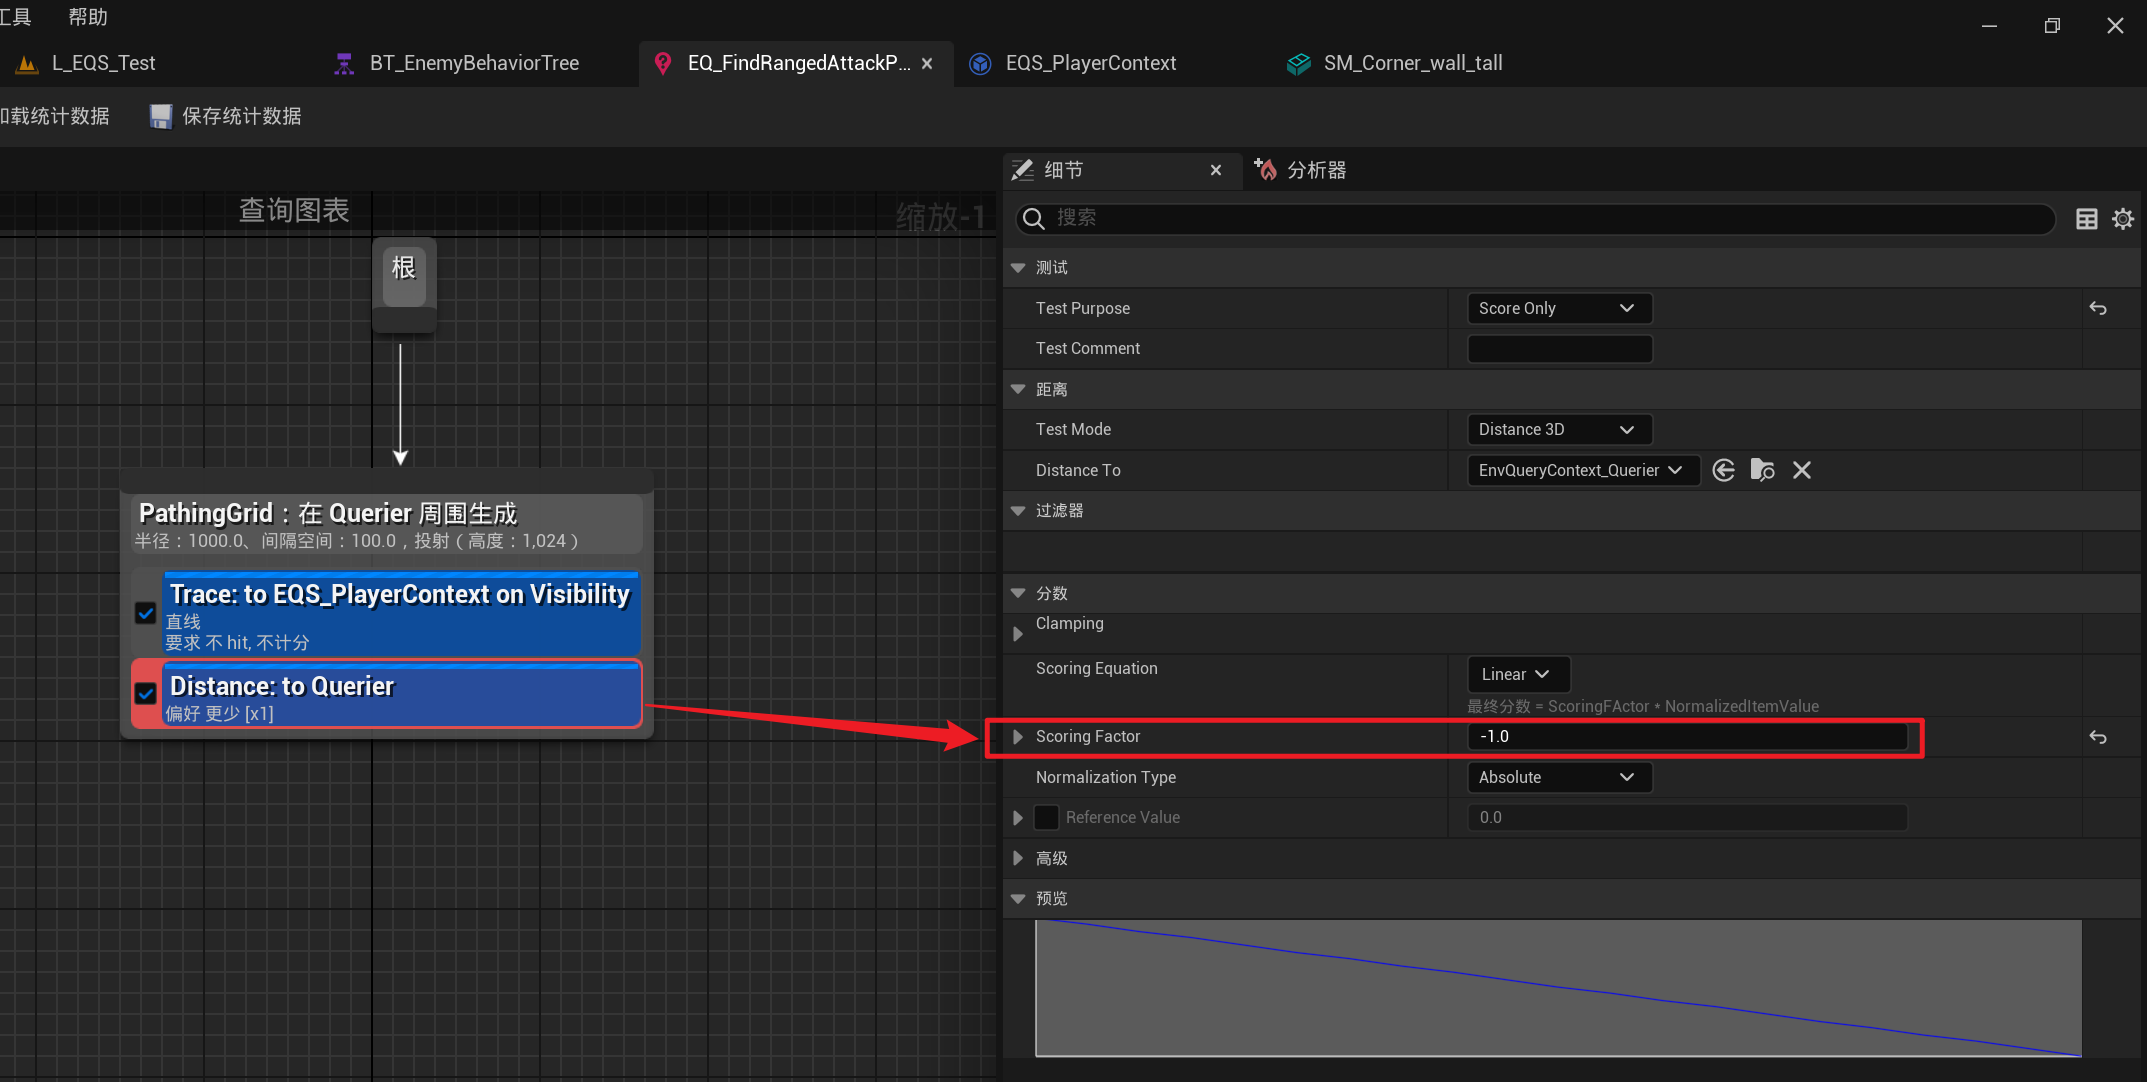 工具 帮助
L_EQS_Test BT_EnemyBehaviorTree EQ_FindRangedAttackP... EQS_PlayerContext SM_Corner_wall_tall
加载统计数据 保存统计数据
细节 分析器
查询图表 缩放-1
搜索
根
测试
Test Purpose Score Only
Test Comment
距离
Test Mode Distance 3D
Distance To EnvQueryContext_Querier
过滤器
PathingGrid：在 Querier 周围生成
半径：1000.0、间隔空间：100.0，投射（高度：1,024）
Trace: to EQS_PlayerContext on Visibility
直线
要求 不 hit, 不计分
Distance: to Querier
偏好 更少 [x1]
分数
Clamping
Scoring Equation Linear
最终分数 = ScoringFActor * NormalizedItemValue
Scoring Factor -1.0
Normalization Type Absolute
Reference Value 0.0
高级
预览